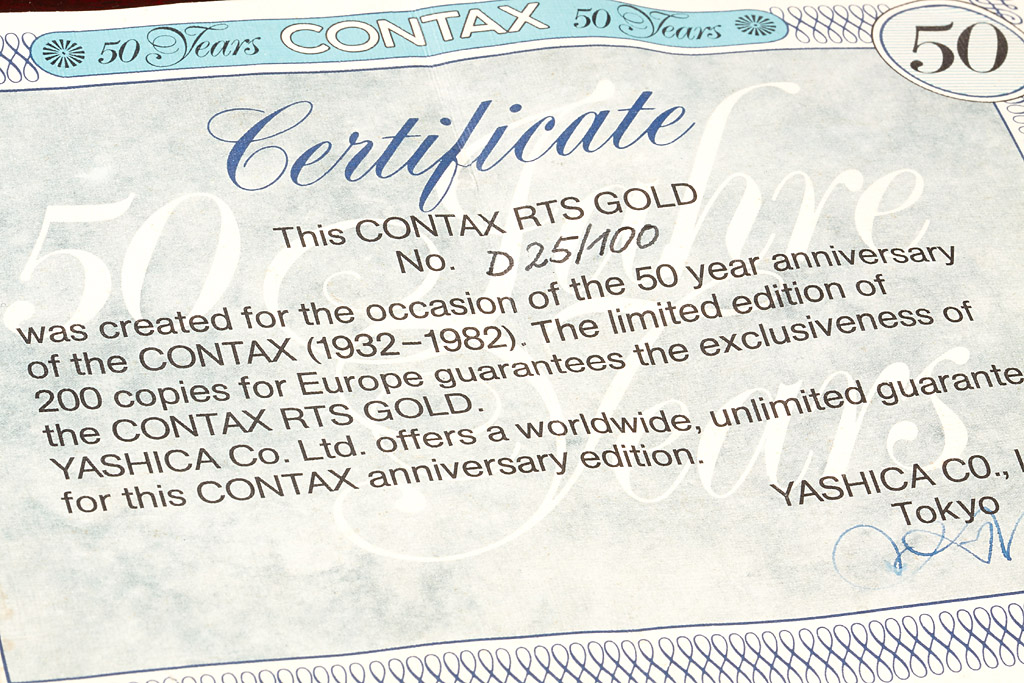 50 Years CONTAX 50 Years
50
Certificate
50 Jahre
Years
This CONTAX RTS GOLD
No. D 25/100
was created for the occasion of the 50 year anniversary
of the CONTAX (1932–1982). The limited edition of
200 copies for Europe guarantees the exclusiveness of
the CONTAX RTS GOLD.
YASHICA Co. Ltd. offers a worldwide, unlimited guarante
for this CONTAX anniversary edition.
YASHICA CO.,
Tokyo